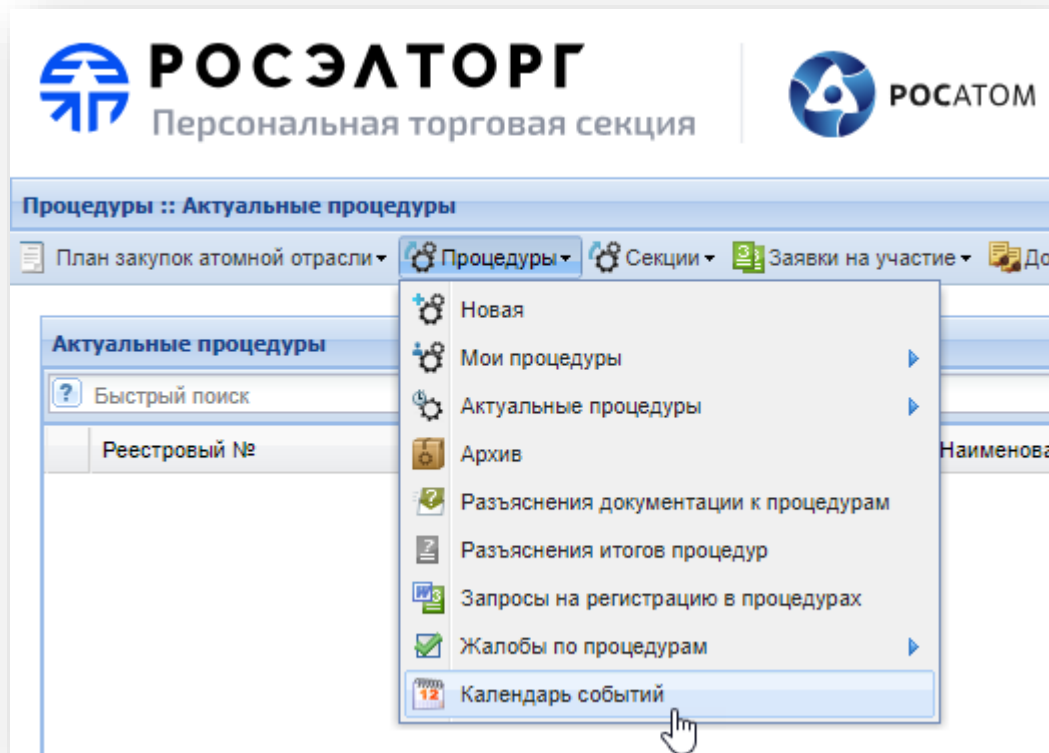 РОСЭЛТОРГ
Персональная торговая секция
РОСАТОМ
Процедуры :: Актуальные процедуры
План закупок атомной отрасли Процедуры Секции Заявки на участие
Новая
Актуальные процедуры
Мои процедуры
Быстрый поиск
Актуальные процедуры
Реестровый №
Архив
Разъяснения документации к процедурам
Разъяснения итогов процедур
Запросы на регистрацию в процедурах
Жалобы по процедурам
12 Календарь событий